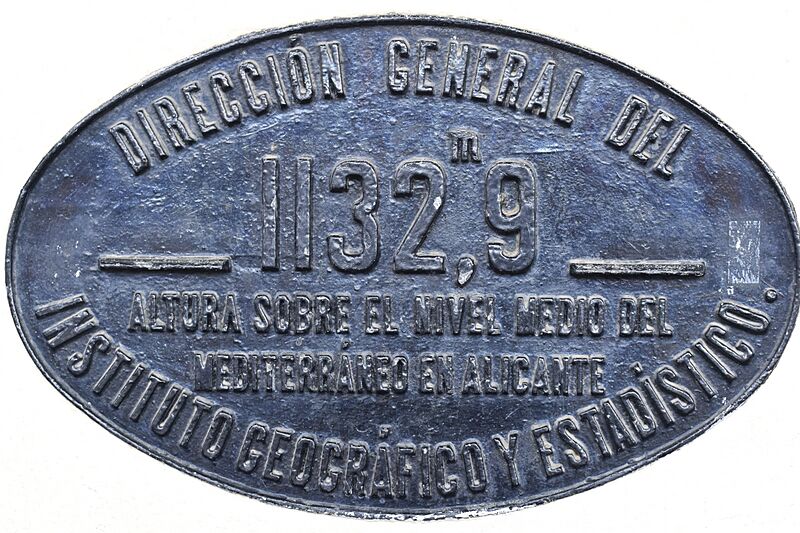 DIRECCIÓN GENERAL DEL
1132,9 m
ALTURA SOBRE EL NIVEL MEDIO DEL
MEDITERRÁNEO EN ALICANTE
INSTITUTO GEOGRÁFICO Y ESTADÍSTICO.